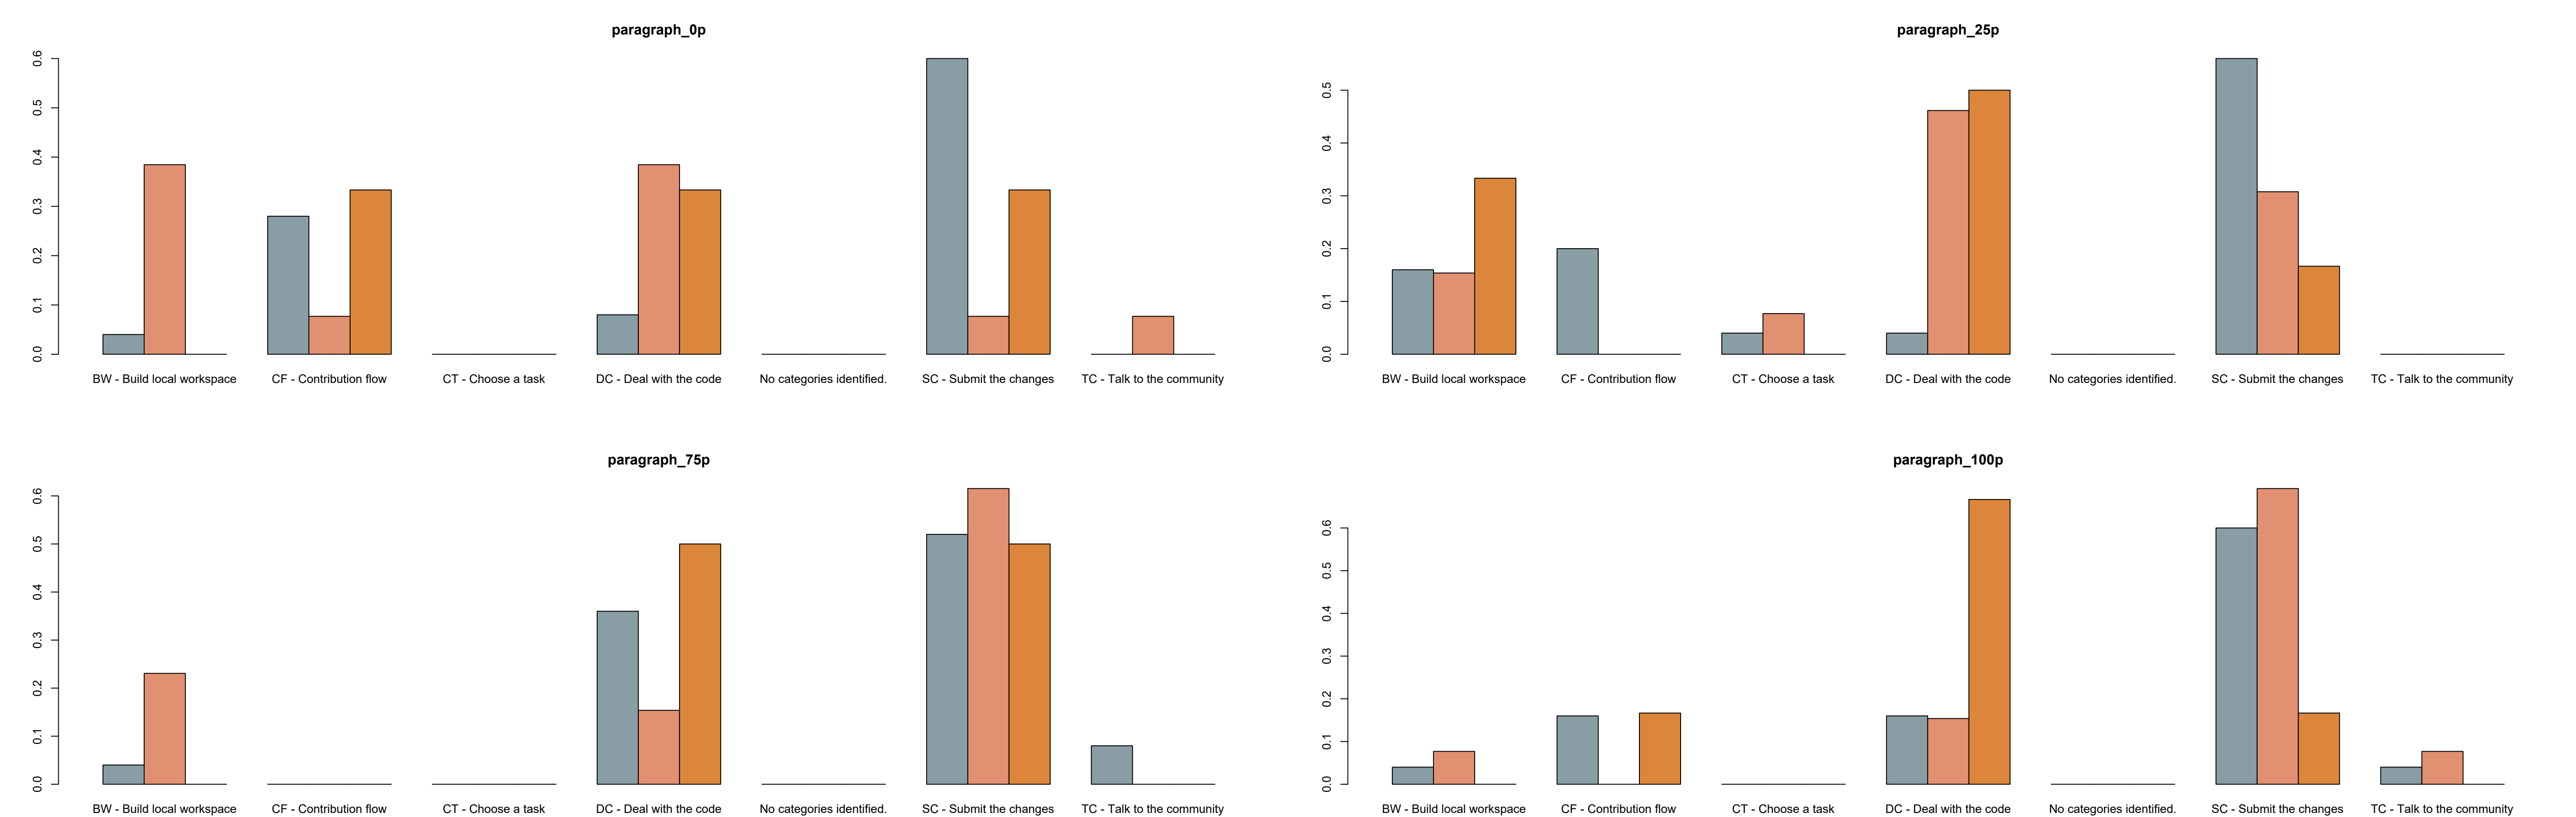 paragraph_0p
0.0 0.1 0.2 0.3 0.4 0.5 0.6
BW - Build local workspace CF - Contribution flow CT - Choose a task DC - Deal with the code No categories identified. SC - Submit the changes TC - Talk to the community
paragraph_25p
0.0 0.1 0.2 0.3 0.4 0.5
BW - Build local workspace CF - Contribution flow CT - Choose a task DC - Deal with the code No categories identified. SC - Submit the changes TC - Talk to the community
paragraph_75p
0.0 0.1 0.2 0.3 0.4 0.5 0.6
BW - Build local workspace CF - Contribution flow CT - Choose a task DC - Deal with the code No categories identified. SC - Submit the changes TC - Talk to the community
paragraph_100p
0.0 0.1 0.2 0.3 0.4 0.5 0.6
BW - Build local workspace CF - Contribution flow CT - Choose a task DC - Deal with the code No categories identified. SC - Submit the changes TC - Talk to the community